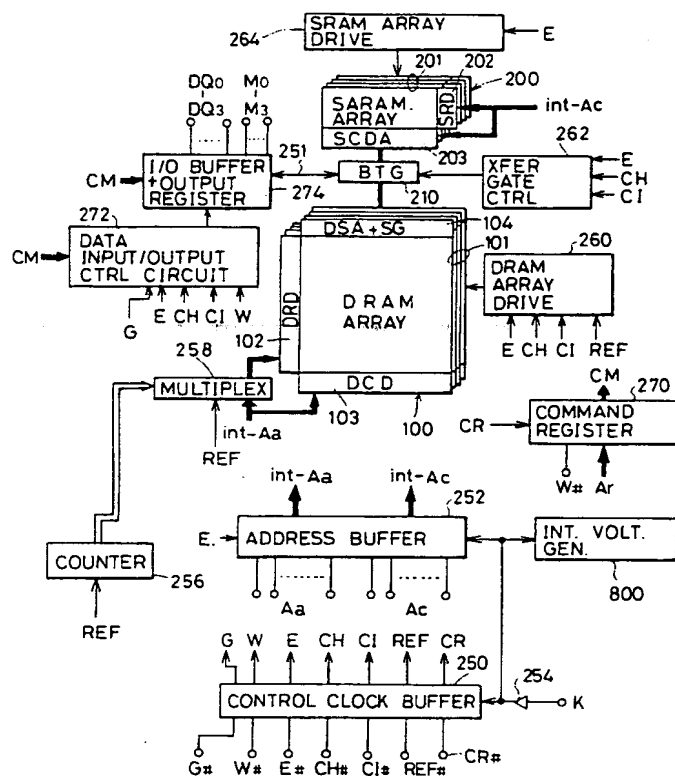 SRAM ARRAY
DRIVE
264
E
201 202
200
DQ0
DQ3
M0
M3
SARAM.
ARRAY
SRD
int-Ac
SCDA
203
262
I/O BUFFER
+OUTPUT
REGISTER
251
BTG
XFER
GATE
CTRL
E
CH
CI
CM
274
210
272
DATA
INPUT/OUTPUT
CTRL CIRCUIT
CM
DSA+SG
104
101
260
DRAM
ARRAY
DRD
DRAM
ARRAY
DRIVE
G
E CH CI W
102
E CH CI REF
258
MULTIPLEX
DCD
CM
270
103
100
COMMAND
REGISTER
CR
int-Aa
REF
W# Ar
int-Aa
int-Ac
252
E.
ADDRESS BUFFER
INT. VOLT.
GEN.
COUNTER
256
800
Aa
Ac
REF
G W E CH CI REF CR
250
254
CONTROL CLOCK BUFFER
K
G# W# E# CH# CI# REF# CR#